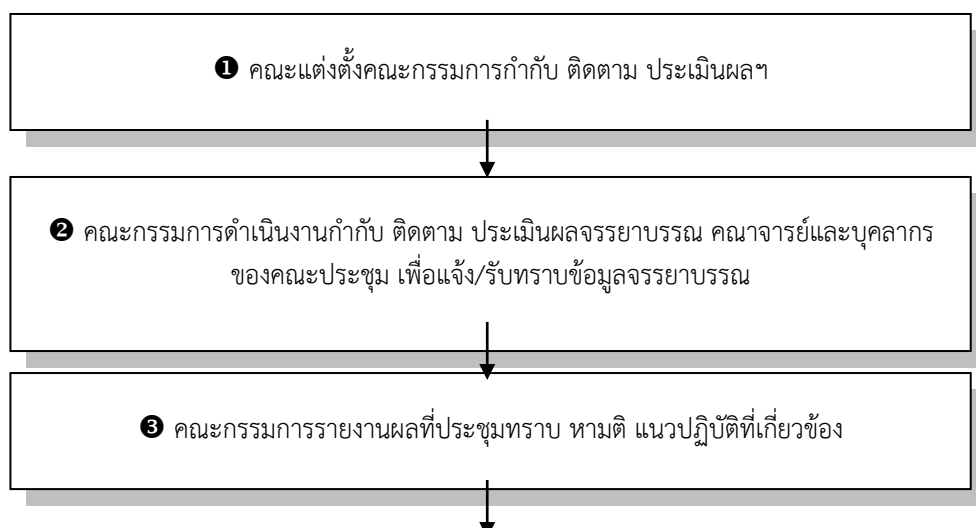 ❶ คณะแต่งตั้งคณะกรรมการกำกับ ติดตาม ประเมินผลฯ
❷ คณะกรรมการดำเนินงานกำกับ ติดตาม ประเมินผลจรรยาบรรณ คณาจารย์และบุคลากร
ของคณะประชุม เพื่อแจ้ง/รับทราบข้อมูลจรรยาบรรณ
❸ คณะกรรมการรายงานผลที่ประชุมทราบ หามติ แนวปฏิบัติที่เกี่ยวข้อง